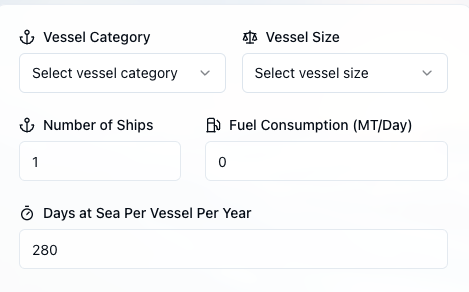 Vessel Category
Vessel Size
Select vessel category
Select vessel size
Number of Ships
Fuel Consumption (MT/Day)
1
0
Days at Sea Per Vessel Per Year
280